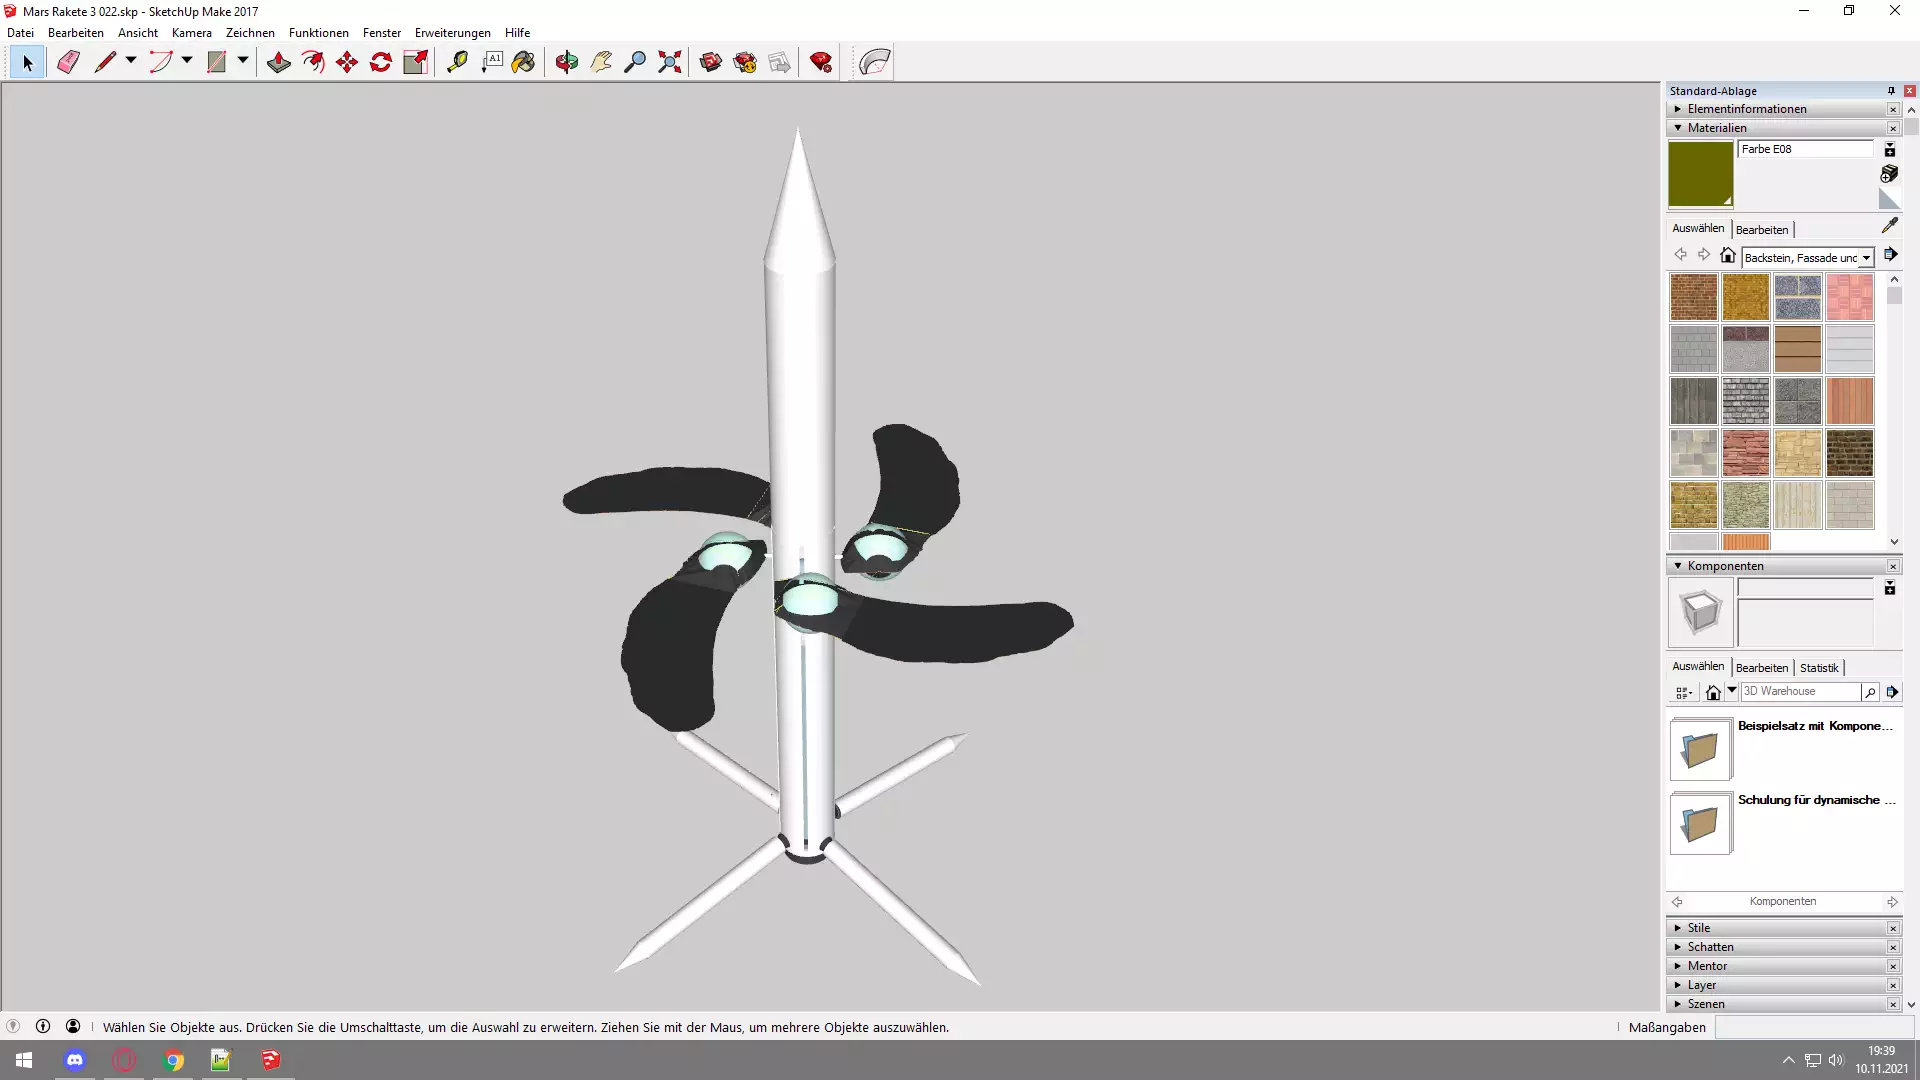 Mars Rakete 3 022.skp - SketchUp Make 2017
Datei Bearbeiten Ansicht Kamera Zeichnen Funktionen Fenster Erweiterungen Hilfe
A1
Standard-Ablage
Elementinformationen
Materialien
Farbe E08
Auswählen Bearbeiten
Backstein, Fassade und
Komponenten
Auswählen Bearbeiten Statistik
3D Warehouse
Beispielsatz mit Kompone...
Schulung für dynamische ...
Komponenten
Stile
Schatten
Mentor
Layer
Szenen
Wählen Sie Objekte aus. Drücken Sie die Umschalttaste, um die Auswahl zu erweitern. Ziehen Sie mit der Maus, um mehrere Objekte auszuwählen.
Maßangaben
19:39
10.11.2021